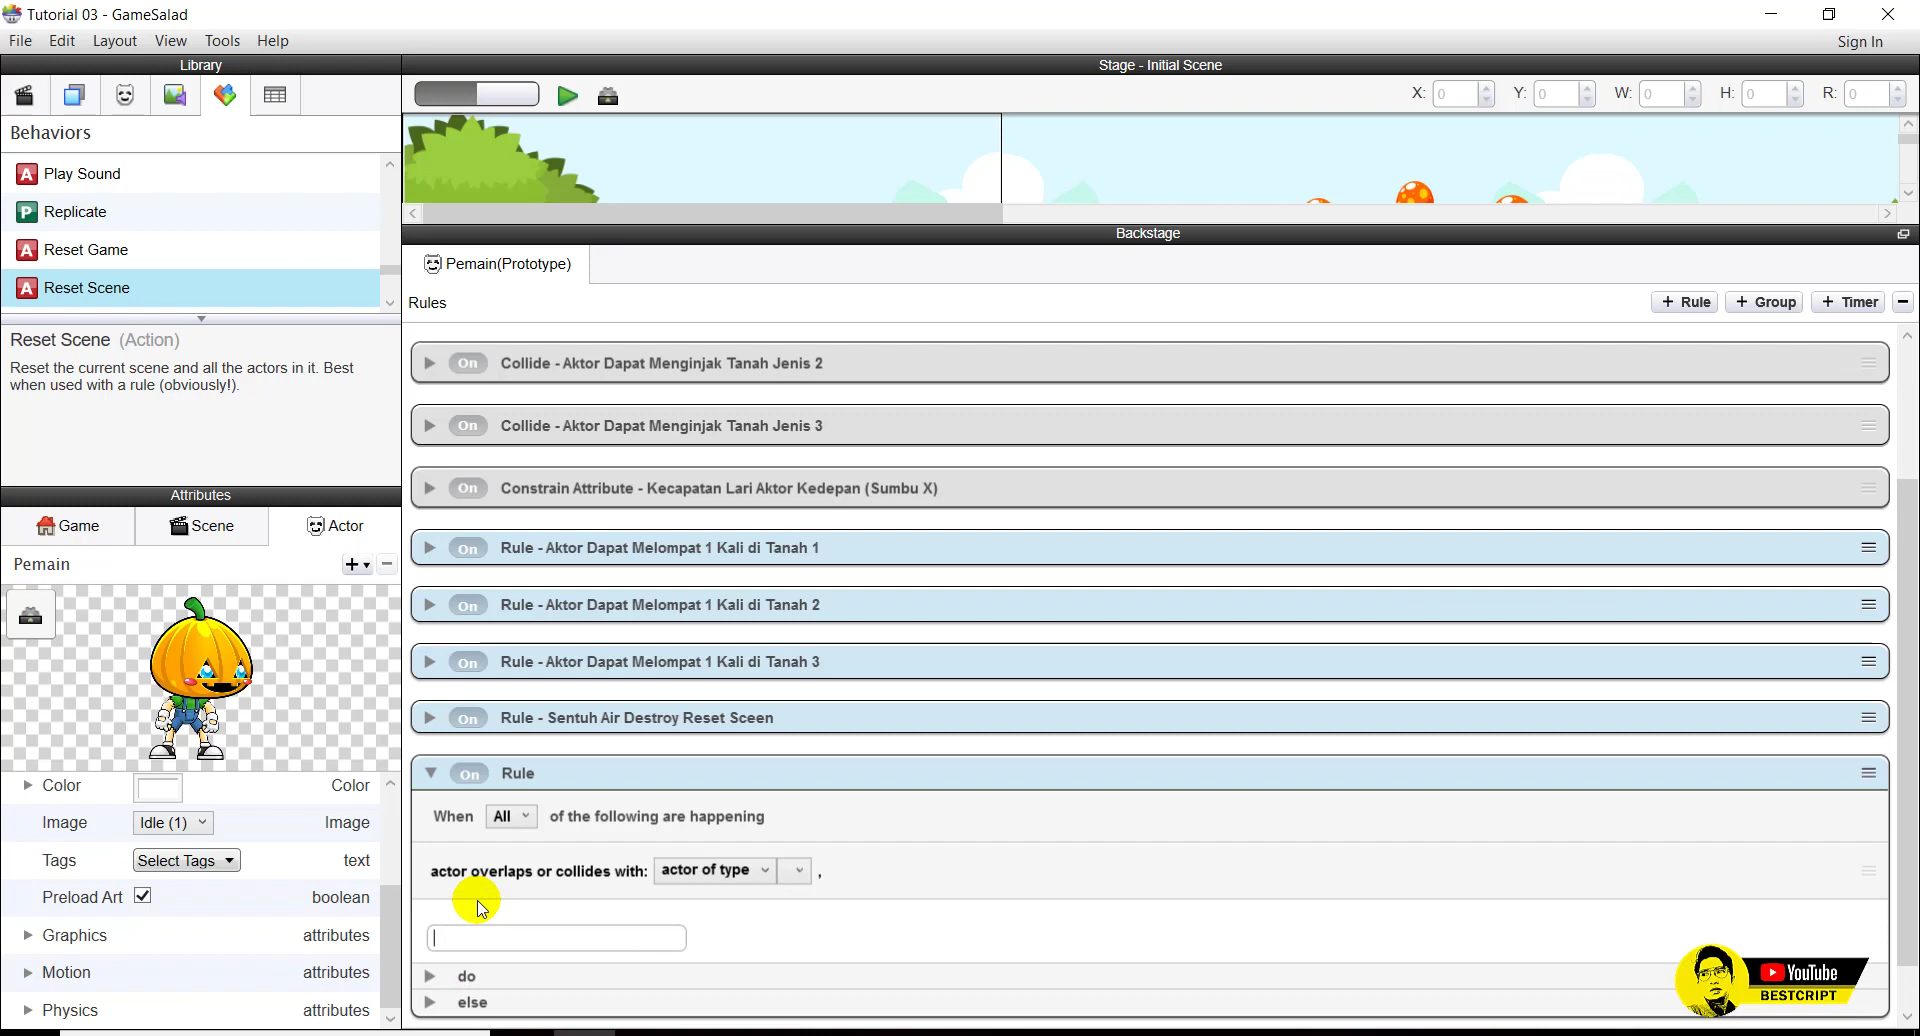 Tutorial 03 - GameSalad
File Edit Layout View Tools Help
Sign In
Library
Stage - Initial Scene
X: 0 Y: 0 W: 0 H: 0 R: 0
Behaviors
A Play Sound
P Replicate
A Reset Game
A Reset Scene
Reset Scene (Action)
Reset the current scene and all the actors in it. Best
when used with a rule (obviously!).
Backstage
Pemain(Prototype)
Rules
+ Rule + Group + Timer
On Collide - Aktor Dapat Menginjak Tanah Jenis 2
On Collide - Aktor Dapat Menginjak Tanah Jenis 3
On Constrain Attribute - Kecapatan Lari Aktor Kedepan (Sumbu X)
On Rule - Aktor Dapat Melompat 1 Kali di Tanah 1
On Rule - Aktor Dapat Melompat 1 Kali di Tanah 2
On Rule - Aktor Dapat Melompat 1 Kali di Tanah 3
On Rule - Sentuh Air Destroy Reset Sceen
On Rule
When All of the following are happening
actor overlaps or collides with: actor of type ,
do
else
Attributes
Game Scene Actor
Pemain
Color Color
Image Idle (1) Image
Tags Select Tags text
Preload Art boolean
Graphics attributes
Motion attributes
Physics attributes
YouTube
BESTCRIPT